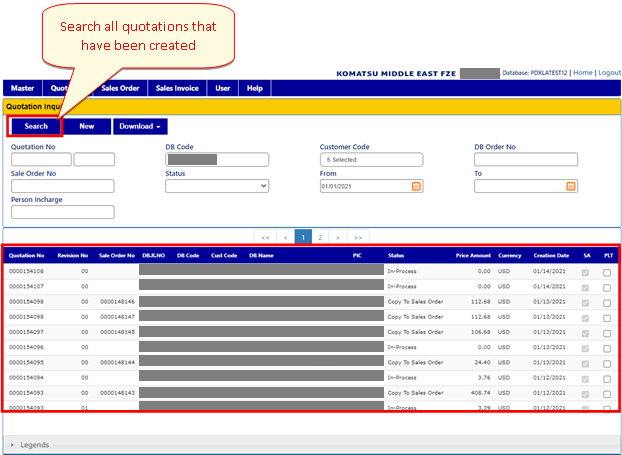 Search all quotations that
have been created
KOMATSU MIDDLE EAST FZE , Database: PDXLATEST12 | Home | Logout
Master Quot Sales Order Sales Invoice User Help
Quotation Inqu
Search New Download
Quotation No DB Code Customer Code DB Order No
5 Selected
Sale Order No Status From To
01/01/2021
Person Incharge
<< < 1 2 > >>
Quotation No Revision No Sale Order No DB.R.NO DB Code Cust Code DB Name PIC Status Price Amount Currency Creation Date SA PLT
0000154108 00 In-Process 0.00 USD 01/14/2021
0000154107 00 In-Process 0.00 USD 01/14/2021
0000154098 00 0000148146 Copy To Sales Order 112.68 USD 01/13/2021
0000154098 00 0000148147 Copy To Sales Order 112.68 USD 01/13/2021
0000154097 00 0000148145 Copy To Sales Order 106.68 USD 01/13/2021
0000154096 00 In-Process 0.00 USD 01/13/2021
0000154095 00 0000148144 Copy To Sales Order 24.40 USD 01/13/2021
0000154094 00 In-Process 3.76 USD 01/12/2021
0000154093 00 0000148143 Copy To Sales Order 408.74 USD 01/12/2021
0000154093 01 In-Process 3.39 USD 01/12/2021
Legends